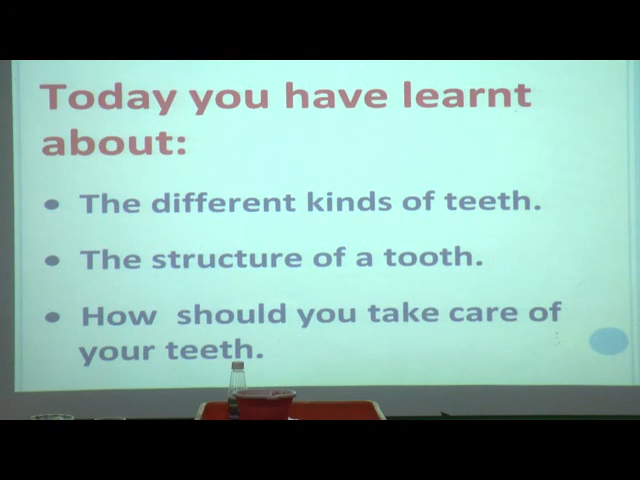 Today you have learnt
about:
• The different kinds of teeth.
• The structure of a tooth.
• How should you take care of
your teeth.